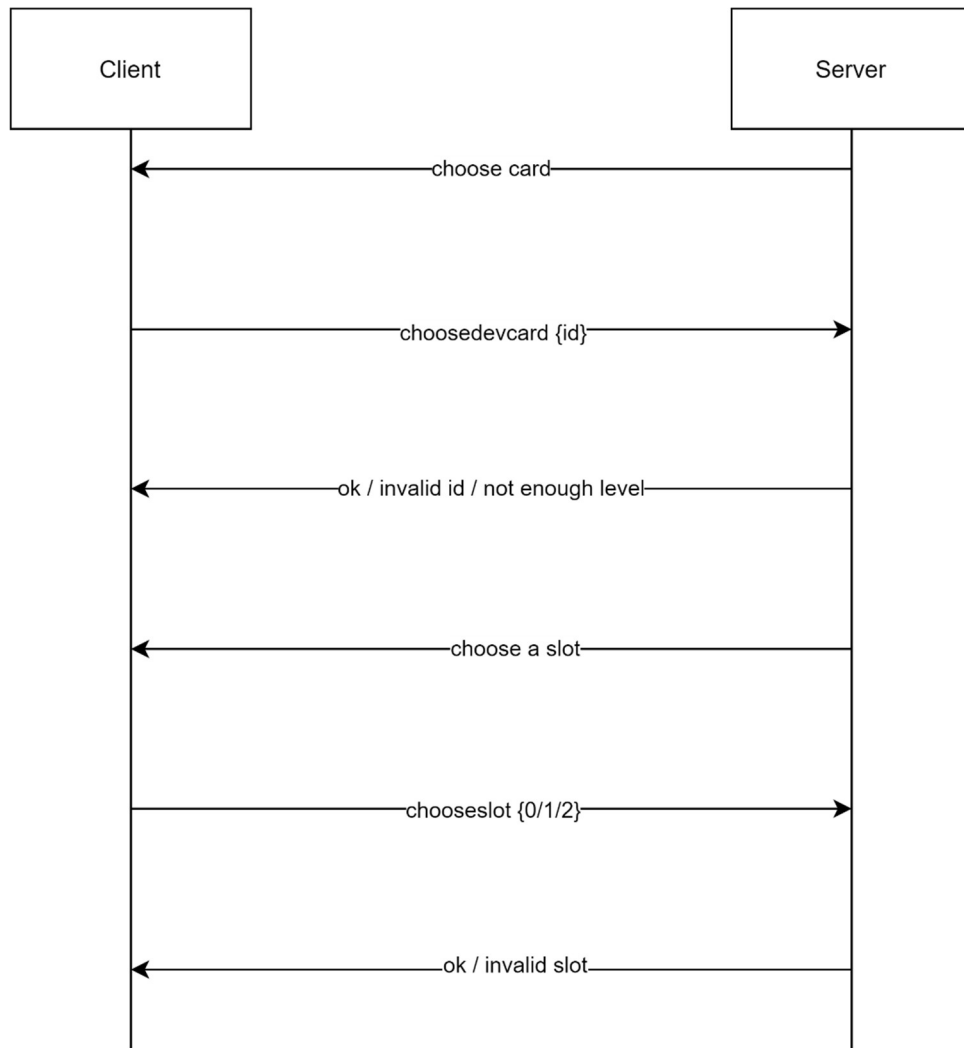 Client
Server
choose card
choosedevcard {id}
ok / invalid id / not enough level
choose a slot
chooseslot {0/1/2}
ok / invalid slot